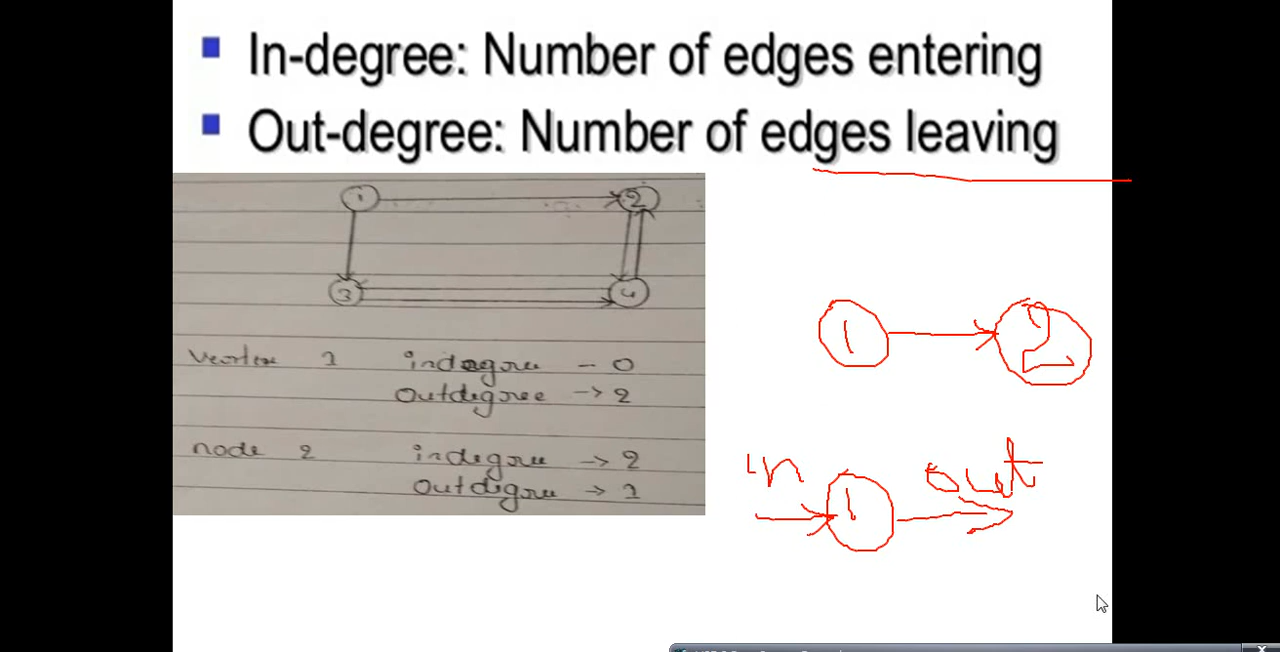 In-degree: Number of edges entering
Out-degree: Number of edges leaving
1 2
3 4
Vertex 1 indegree - 0
Outdegree -> 2
node 2 indegree -> 2
Outdigree -> 1
1 2
in out
1